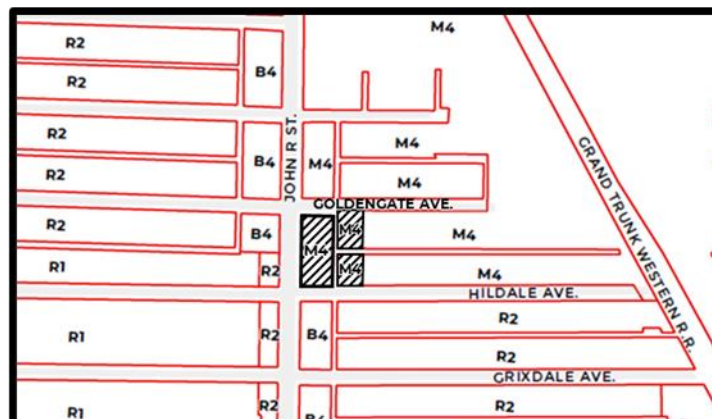 M4
R2
B4
R2
JOHN R ST.
R2
B4
M4
M4
R2
M4
GOLDENGATE AVE.
R2
B4
M4
M4
M4
GRAND TRUNK WESTERN R.R.
R1
R2
M4
M4
HILDALE AVE.
R1
R2
B4
R2
R2
GRIXDALE AVE.
R1
R2
B4
R2